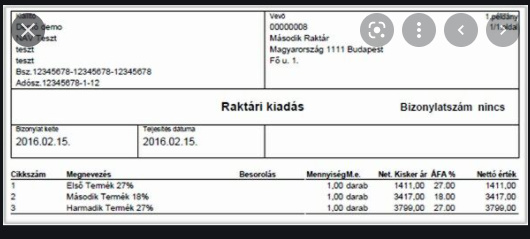 Vevő
1.példány
demo
00000008
1/1
NAV Teszt
Második Raktár
teszt
Magyarország 1111 Budapest
teszt
Fő u. 1.
Bsz.12345678-12345678-12345678
Adósz.12345678-1-12
Raktári kiadás Bizonylatszám nincs
Bizonylat kelte Teljesítés dátuma
2016.02.15. 2016.02.15.
Cikkszám Megnevezés Besorolás Mennyiség M.e. Net. Kisker ár ÁFA % Nettó érték
1 Első Termék 27% 1,00 darab 1411,00 27.00 1411,00
2 Második Termék 18% 1,00 darab 3417,00 18.00 3417,00
3 Harmadik Termék 27% 1,00 darab 3799,00 27.00 3799,00